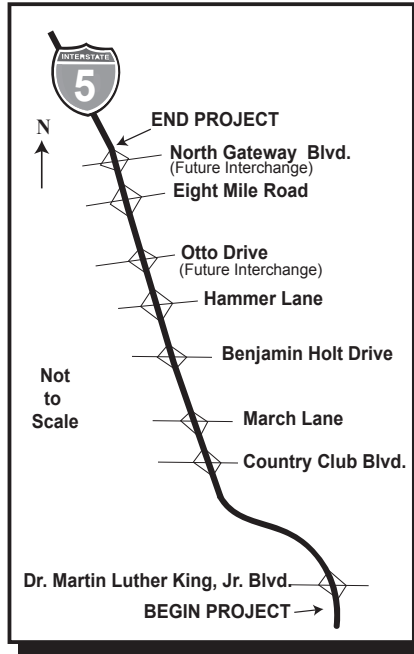 INTERSTATE
5
N
END PROJECT
North Gateway Blvd.
(Future Interchange)
Eight Mile Road
Otto Drive
(Future Interchange)
Hammer Lane
Benjamin Holt Drive
Not
to
Scale
March Lane
Country Club Blvd.
Dr. Martin Luther King, Jr. Blvd.
BEGIN PROJECT